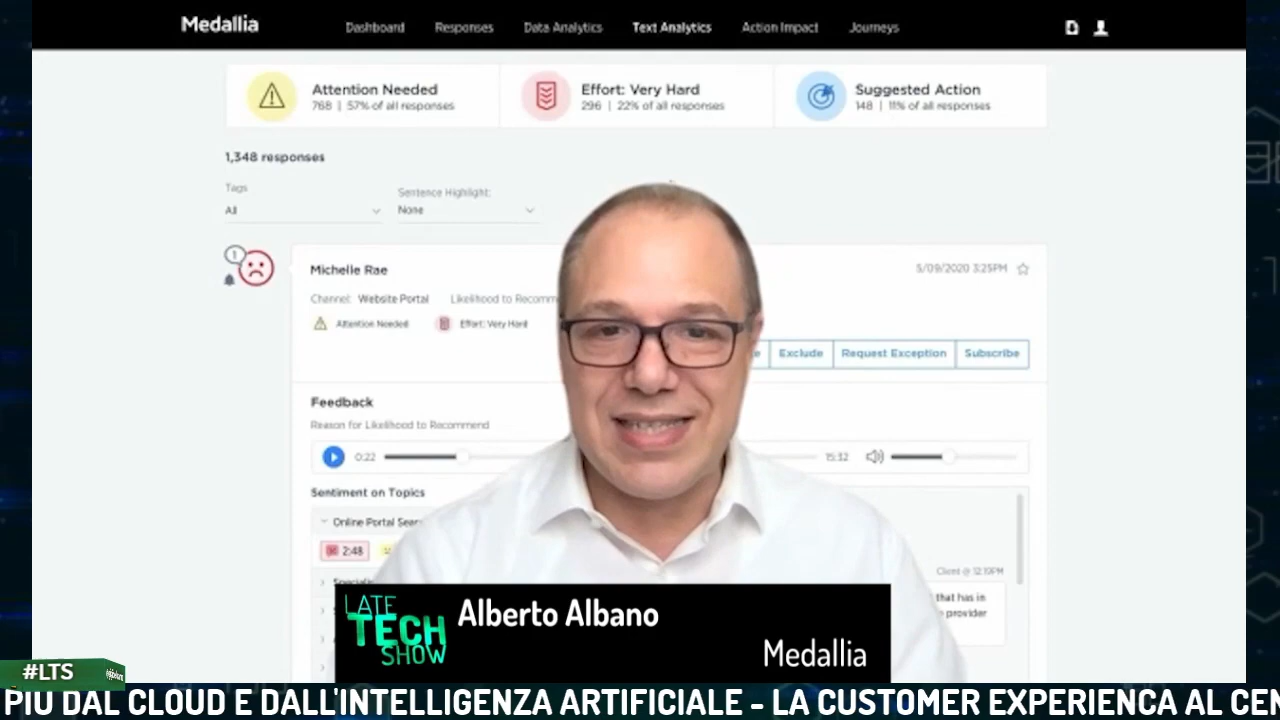 Medallia Dashboard Responses Data Analytics Text Analytics Action Impact Journeys
Attention Needed
768 | 57% of all responses
Effort: Very Hard
296 | 22% of all responses
Suggested Action
148 | 11% of all responses
1,348 responses
Tags
All
Sentence Highlight:
None
1
Michelle Rae
5/09/2020 3:25PM
Channel: Website Portal Likelihood to Recomm
Attention Needed Effort: Very Hard
Exclude Request Exception Subscribe
Feedback
Reason for Likelihood to Recommend
0:22 15:32
Sentiment on Topics
Online Portal Sear
2:48
Client @ 12:19PM
that has in
provider
LATE
TECH
SHOW
Alberto Albano
Medallia
#LTS
PIÙ DAL CLOUD E DALL'INTELLIGENZA ARTIFICIALE - LA CUSTOMER EXPERIENCA AL CEN